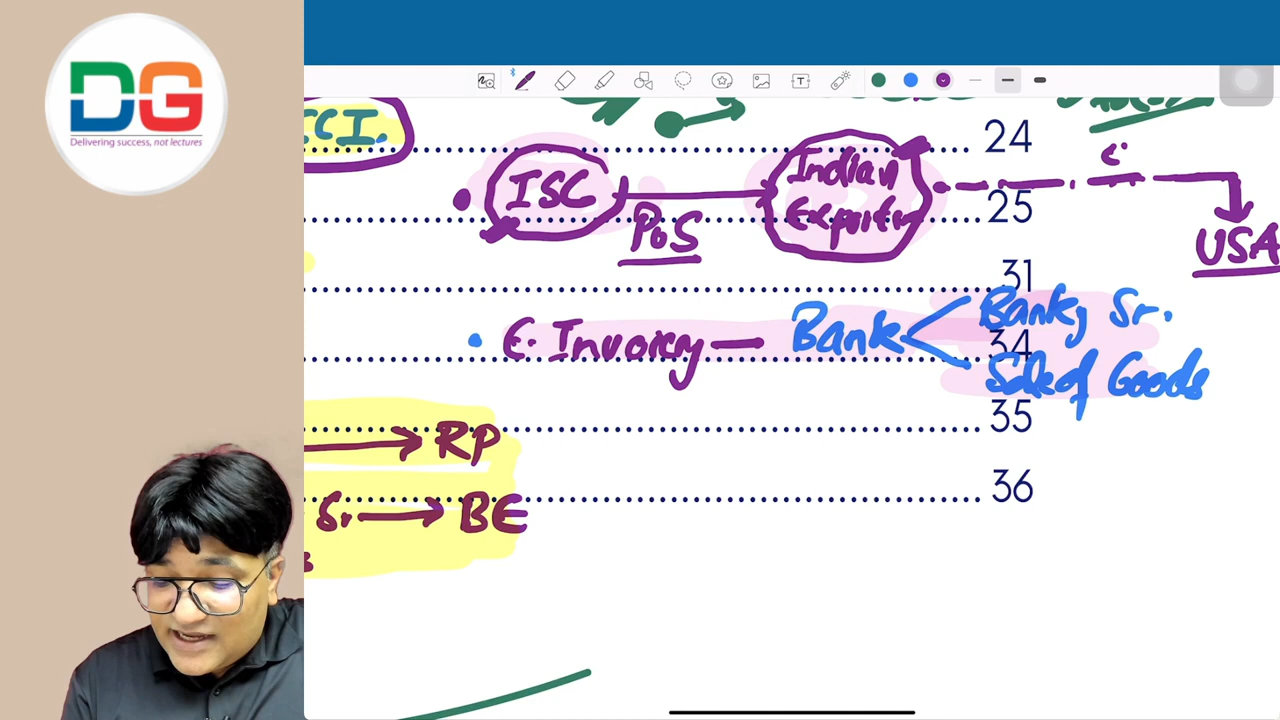 DG
Delivering success, not lectures
CCI.
24
ISC
PoS
Indian
Exporter
25
USA
31
E. Invoicing — Bank
Banking Sr.
34
Sale of Goods
35
RP
36
Sr. → BE